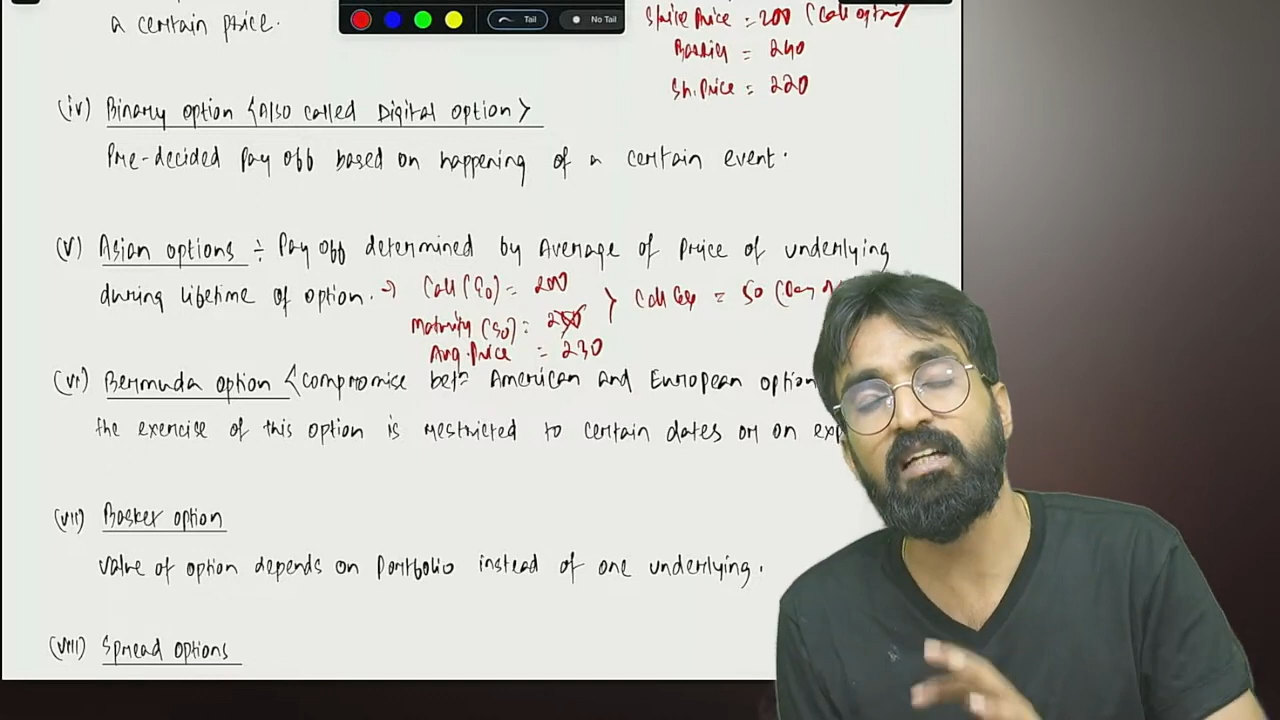 a certain price.
Tail
No Tail
Strike Price = 200 (Call option)
Barrier = 240
Sh. Price = 220
(iv) Binary option {Also called Digital option}
Pre-decided pay off based on happening of a certain event.
(v) Asian options ÷ Pay off determined by Average of Price of underlying
during lifetime of option. → Call (S0) = 200
Call = 50
Maturity (S0) = 250
Avg. Price = 230
(vi) Bermuda option {compromise betn American and European option
the exercise of this option is restricted to certain dates or on
(vii) Basket option
Value of option depends on Portfolio instead of one underlying.
(viii) Spread options